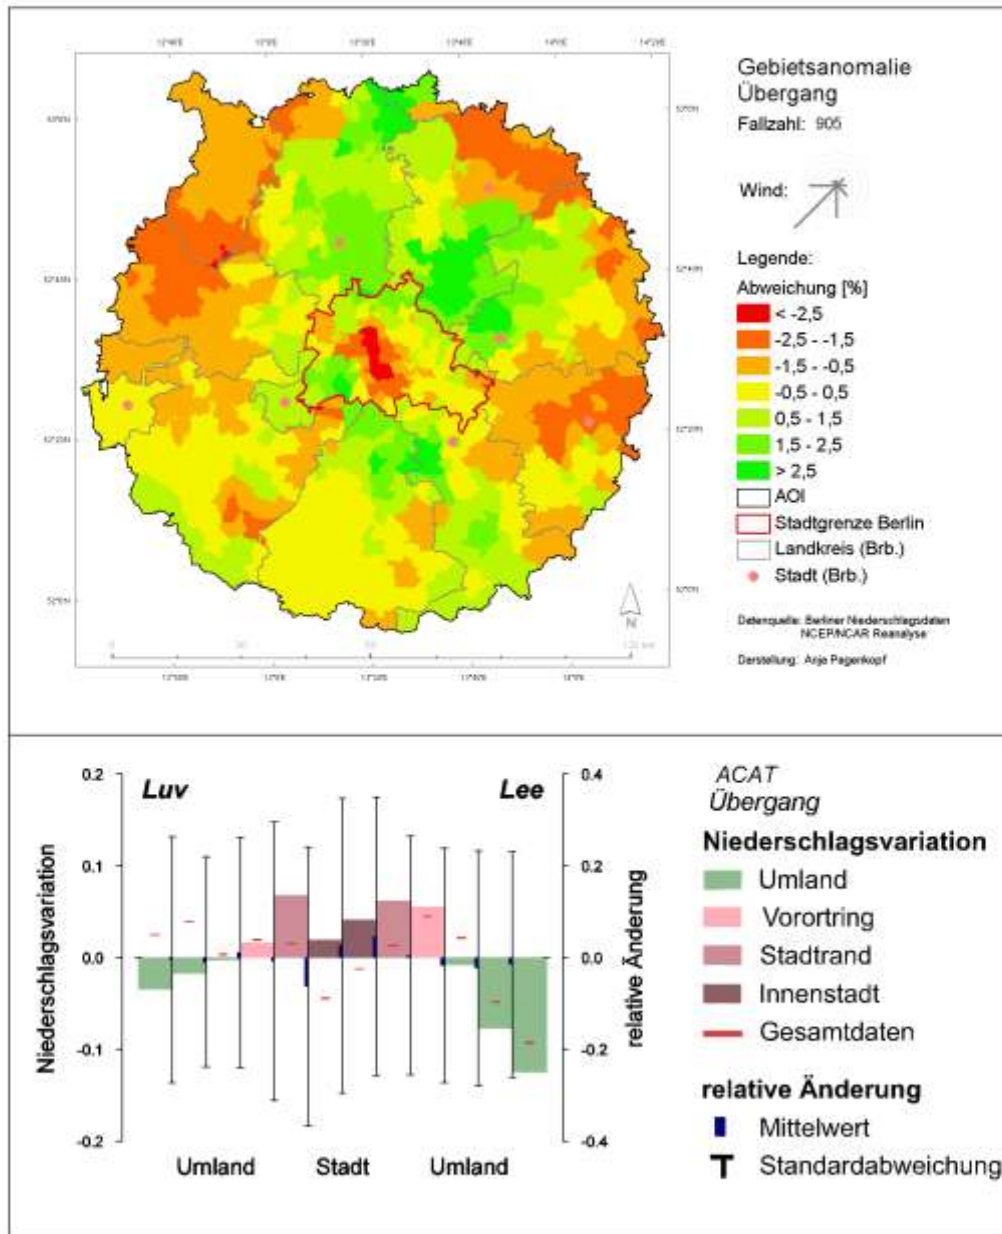 Gebietsanomalie
Übergang
Fallzahl: 905
Wind:
Legende:
Abweichung [%]
< -2,5
-2,5 - -1,5
-1,5 - -0,5
-0,5 - 0,5
0,5 - 1,5
1,5 - 2,5
> 2,5
AOI
Stadtgrenze Berlin
Landkreis (Brb.)
Stadt (Brb.)
N
Datenquelle: Berliner Niederschlagsdaten
NCEP/NCAR Reanalyse
Darstellung: Anja Pagenkopf
0.2
0.1
0.0
-0.1
-0.2
Niederschlagsvariation
Luv
Lee
0.4
0.2
0.0
-0.2
-0.4
relative Änderung
Umland
Stadt
Umland
ACAT
Übergang
Niederschlagsvariation
Umland
Vorortring
Stadtrand
Innenstadt
Gesamtdaten
relative Änderung
Mittelwert
Standardabweichung